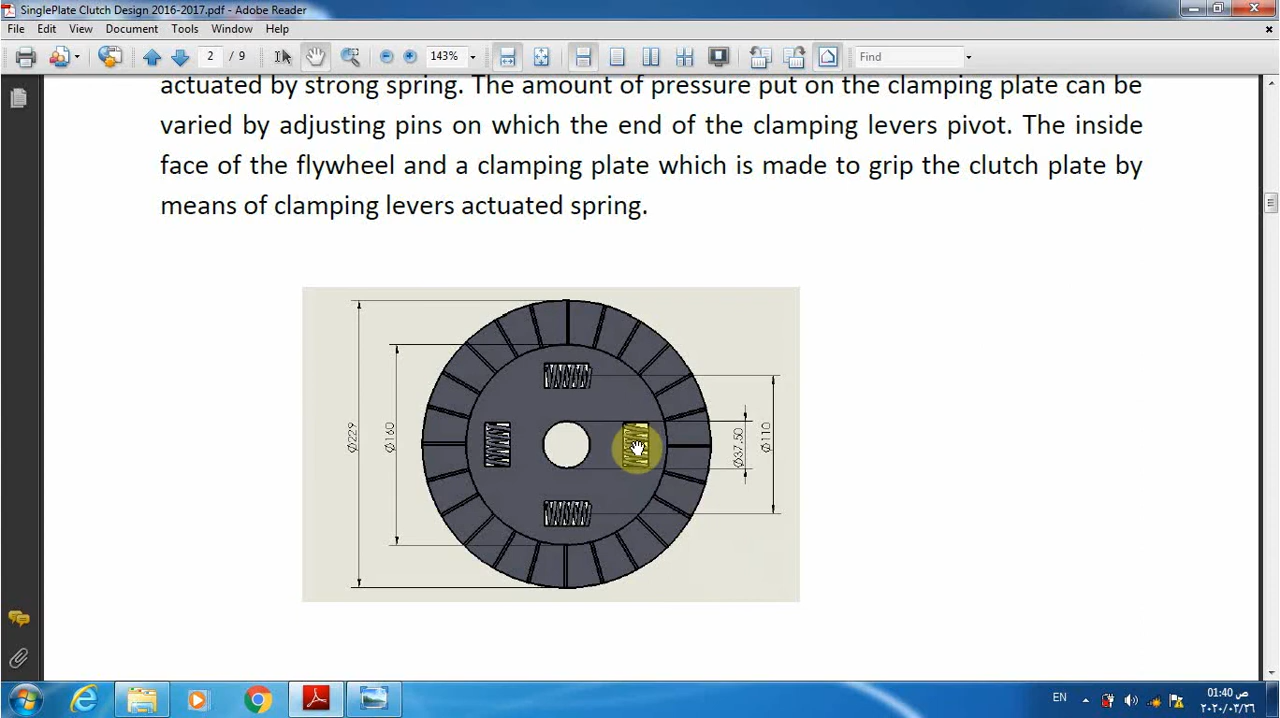 SinglePlate Clutch Design 2016-2017.pdf - Adobe Reader
File Edit View Document Tools Window Help
2 / 9 143% Find
actuated by strong spring. The amount of pressure put on the clamping plate can be
varied by adjusting pins on which the end of the clamping levers pivot. The inside
face of the flywheel and a clamping plate which is made to grip the clutch plate by
means of clamping levers actuated spring.
Ø229
Ø160
Ø37.50
Ø110
EN
01:40 ص
٢٠٢٠/٠٣/٢٦